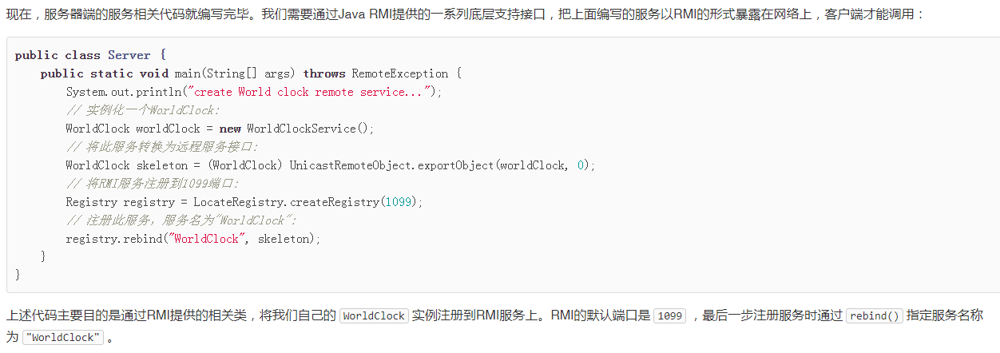 现在，服务器端的服务相关代码就编写完毕。我们需要通过Java RMI提供的一系列底层支持接口，把上面编写的服务以RMI的形式暴露在网络上，客户端才能调用：
public class Server {
    public static void main(String[] args) throws RemoteException {
        System.out.println("create World clock remote service...");
        // 实例化一个WorldClock:
        WorldClock worldClock = new WorldClockService();
        // 将此服务转换为远程服务接口:
        WorldClock skeleton = (WorldClock) UnicastRemoteObject.exportObject(worldClock, 0);
        // 将RMI服务注册到1099端口:
        Registry registry = LocateRegistry.createRegistry(1099);
        // 注册此服务，服务名为"WorldClock":
        registry.rebind("WorldClock", skeleton);
    }
}
上述代码主要目的是通过RMI提供的相关类，将我们自己的 WorldClock 实例注册到RMI服务上。RMI的默认端口是 1099 ，最后一步注册服务时通过 rebind() 指定服务名称
为 "WorldClock" 。